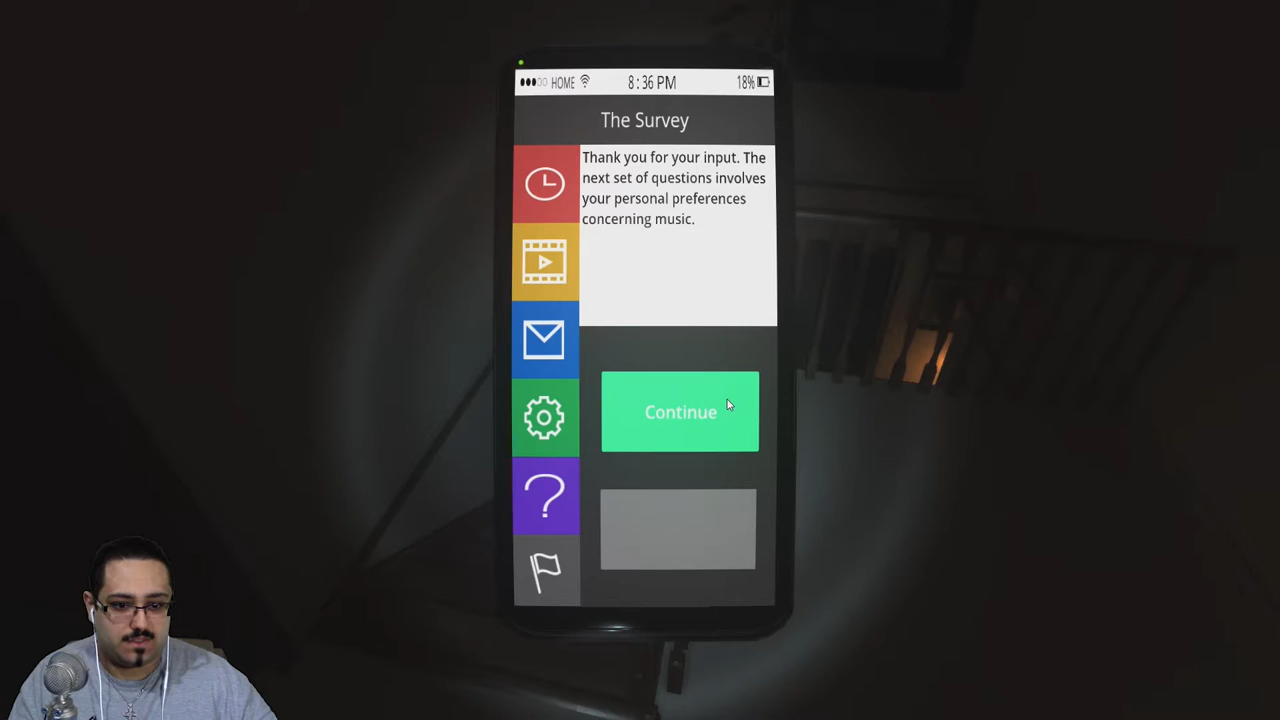 HOME 8:36 PM 18%
The Survey
Thank you for your input. The
next set of questions involves
your personal preferences
concerning music.
Continue